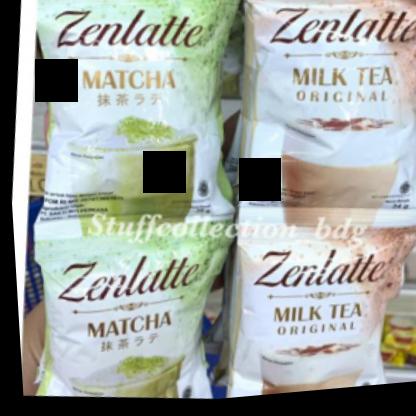 Zenlatte
MATCHA
抹茶ラテ
Zenlatte
MILK TEA
ORIGINAL
Stuffcollection_bdg
Zenlatte
MATCHA
抹茶ラテ
Zenlatte
MILK TEA
ORIGINAL